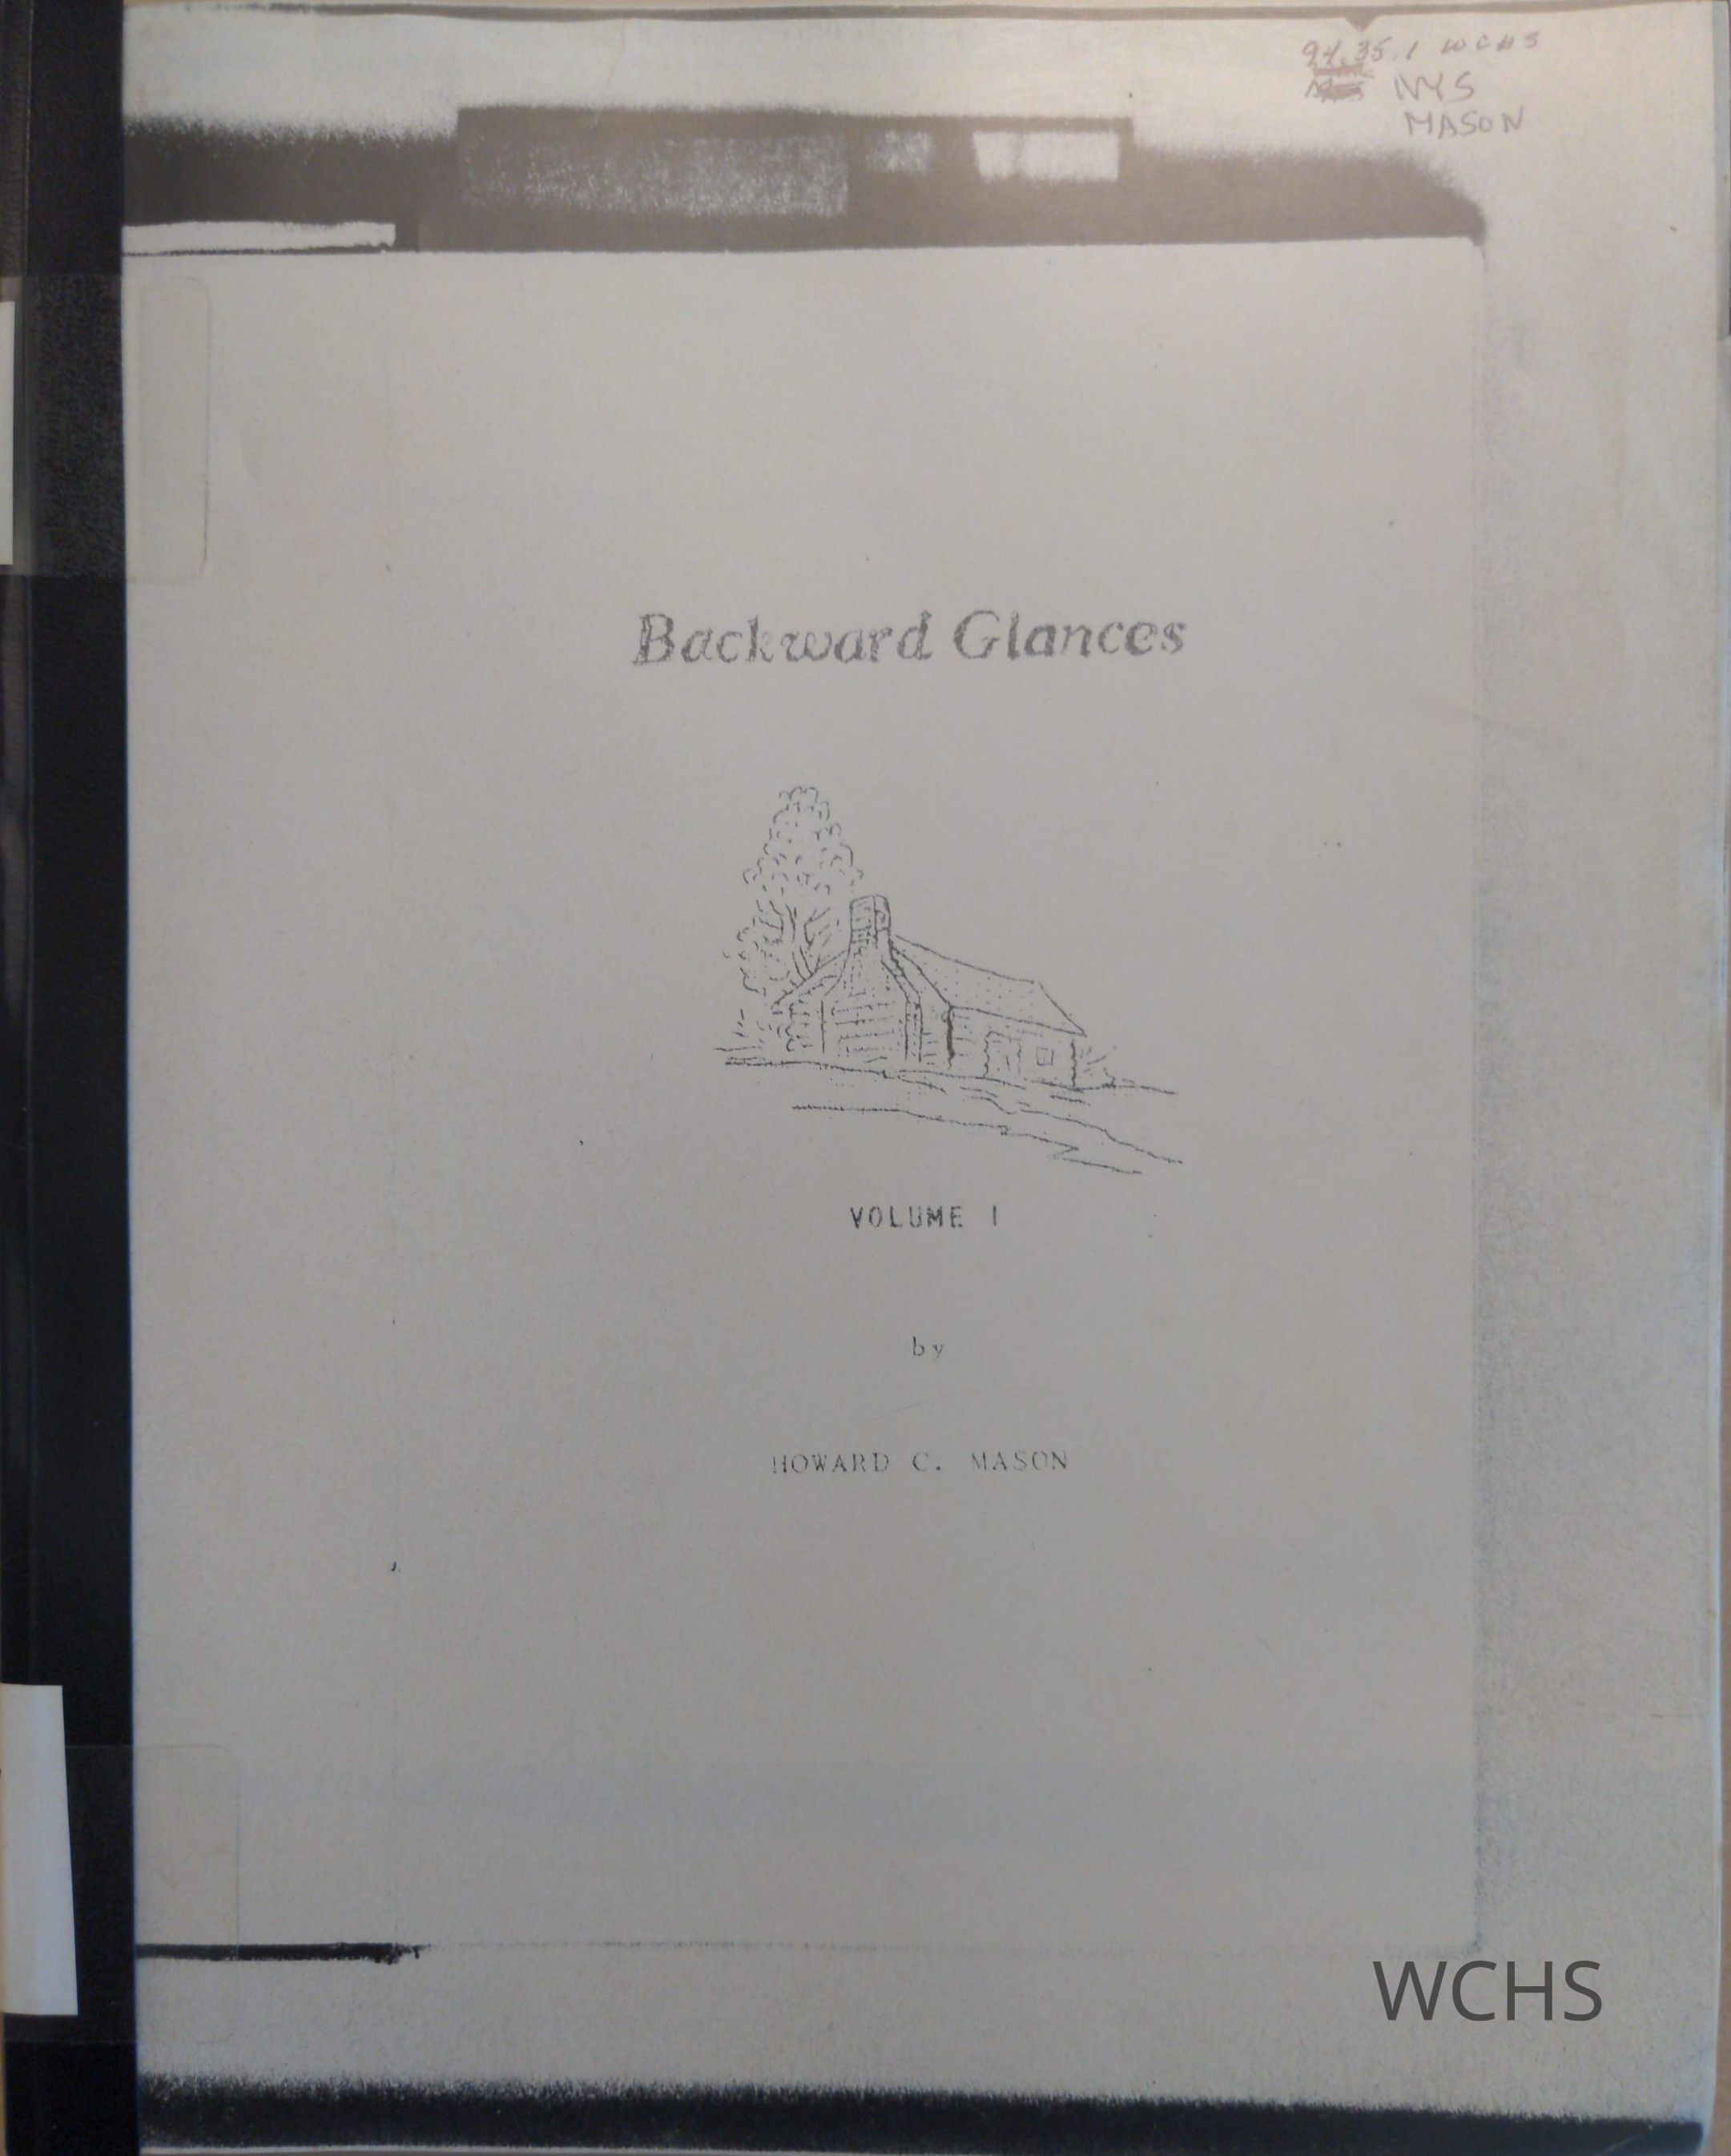 94.35.1 WCHS
NYS
MASON
Backward Glances
VOLUME I
by
HOWARD C. MASON
WCHS